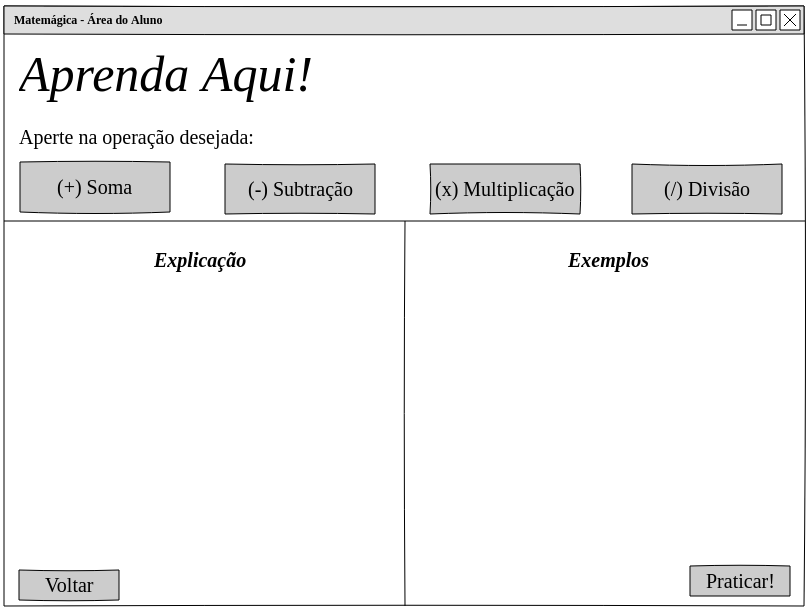 Matemágica - Área do Aluno
Aprenda Aqui!
Aperte na operação desejada:
(+) Soma
(-) Subtração
(x) Multiplicação
(/) Divisão
Explicação
Exemplos
Voltar
Praticar!